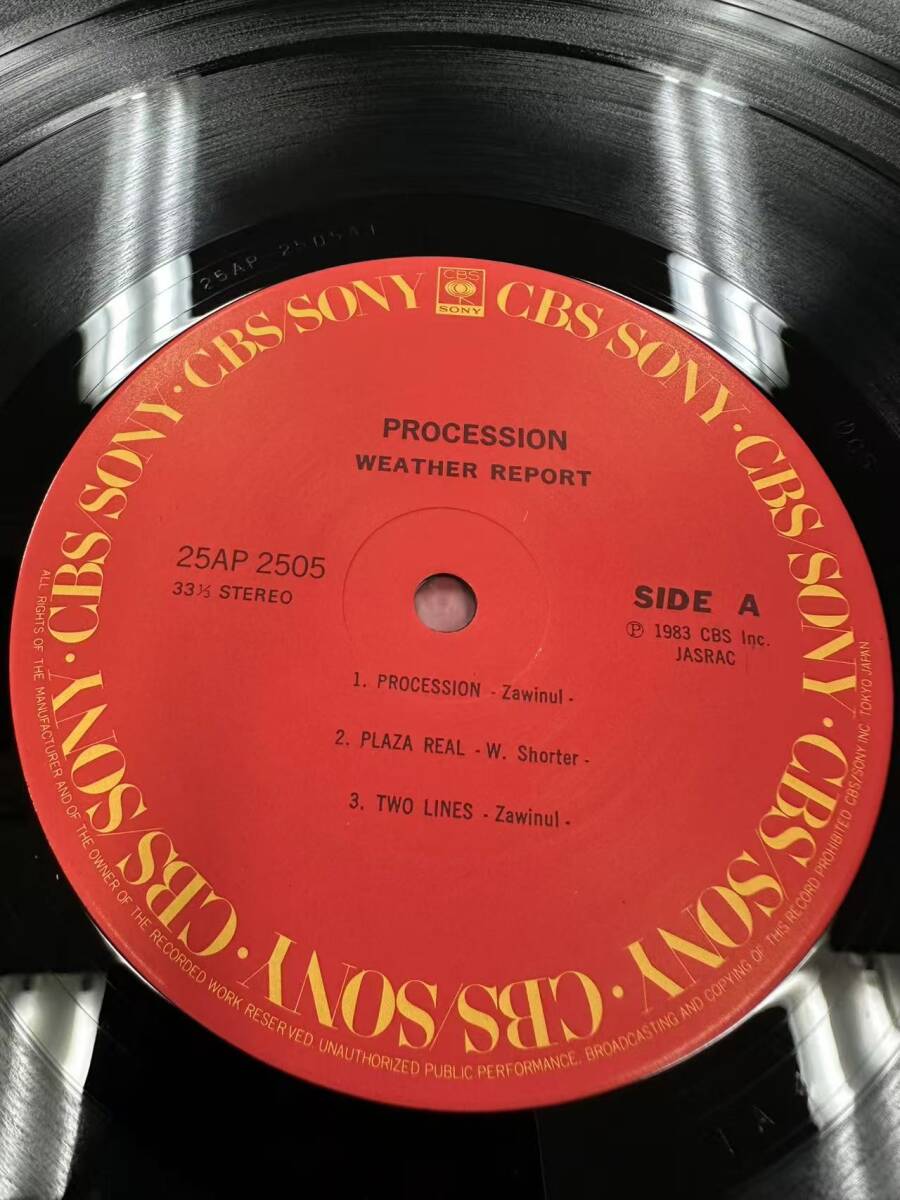 25AP 2505A1
CBS
SONY
CBS/SONY · CBS/SONY · CBS/SONY · CBS/SONY · CBS/SONY · CBS/SONY · CBS/SONY · CBS/SONY · CBS/SONY
PROCESSION
WEATHER REPORT
25AP 2505
33⅓ STEREO
SIDE A
Ⓟ 1983 CBS Inc.
JASRAC
1. PROCESSION - Zawinul -
2. PLAZA REAL - W. Shorter -
3. TWO LINES - Zawinul -
ALL RIGHTS OF THE MANUFACTURER AND OF THE OWNER OF THE RECORDED WORK RESERVED. UNAUTHORIZED PUBLIC PERFORMANCE, BROADCASTING AND COPYING OF THIS RECORD PROHIBITED CBS/SONY INC. TOKYO JAPAN